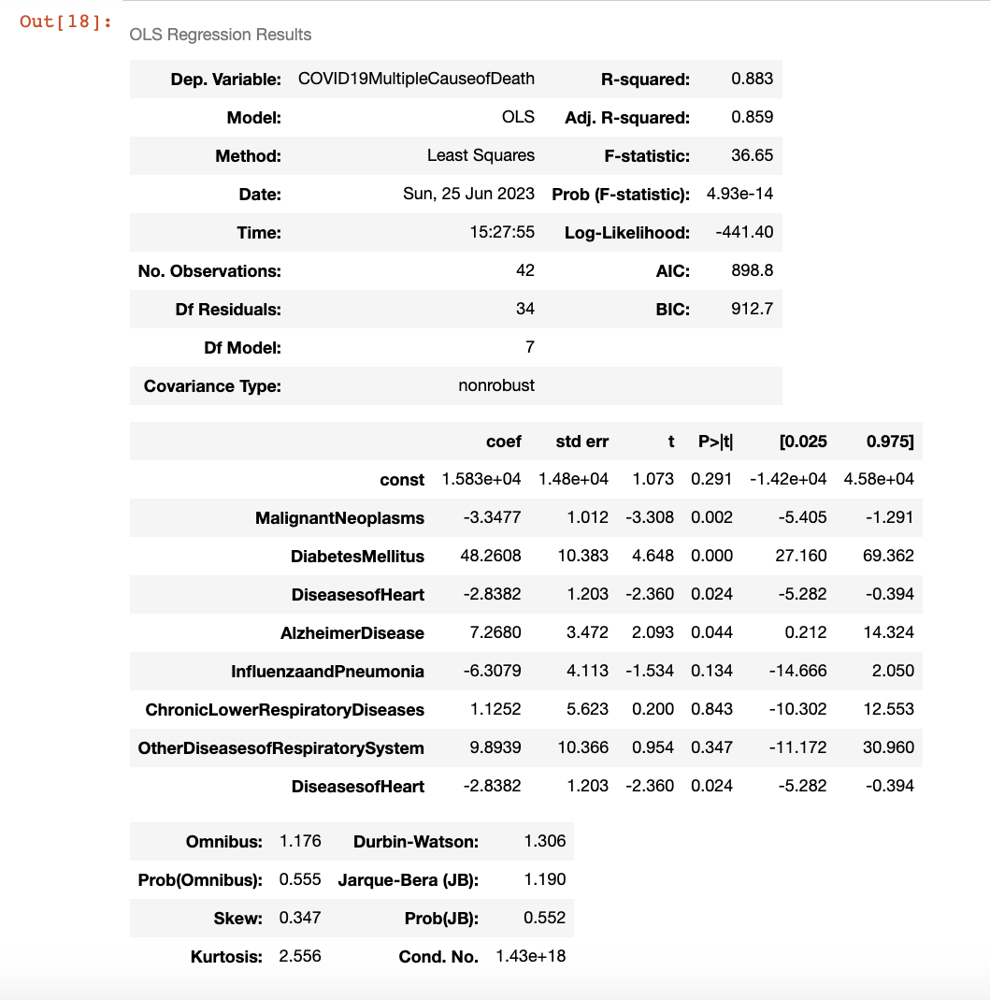 Out[18]:
OLS Regression Results
Dep. Variable: COVID19MultipleCauseofDeath R-squared: 0.883
Model: OLS Adj. R-squared: 0.859
Method: Least Squares F-statistic: 36.65
Date: Sun, 25 Jun 2023 Prob (F-statistic): 4.93e-14
Time: 15:27:55 Log-Likelihood: -441.40
No. Observations: 42 AIC: 898.8
Df Residuals: 34 BIC: 912.7
Df Model: 7
Covariance Type: nonrobust
coef std err t P>|t| [0.025 0.975]
const 1.583e+04 1.48e+04 1.073 0.291 -1.42e+04 4.58e+04
MalignantNeoplasms -3.3477 1.012 -3.308 0.002 -5.405 -1.291
DiabetesMellitus 48.2608 10.383 4.648 0.000 27.160 69.362
DiseasesofHeart -2.8382 1.203 -2.360 0.024 -5.282 -0.394
AlzheimerDisease 7.2680 3.472 2.093 0.044 0.212 14.324
InfluenzaandPneumonia -6.3079 4.113 -1.534 0.134 -14.666 2.050
ChronicLowerRespiratoryDiseases 1.1252 5.623 0.200 0.843 -10.302 12.553
OtherDiseasesofRespiratorySystem 9.8939 10.366 0.954 0.347 -11.172 30.960
DiseasesofHeart -2.8382 1.203 -2.360 0.024 -5.282 -0.394
Omnibus: 1.176 Durbin-Watson: 1.306
Prob(Omnibus): 0.555 Jarque-Bera (JB): 1.190
Skew: 0.347 Prob(JB): 0.552
Kurtosis: 2.556 Cond. No. 1.43e+18